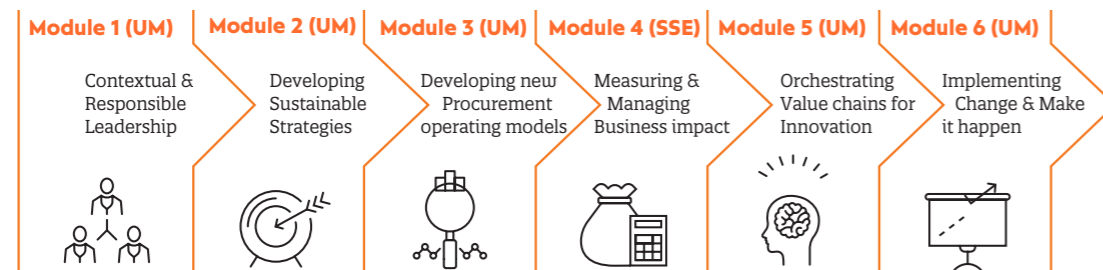 Module 1 (UM)
Contextual &
Responsible
Leadership
Module 2 (UM)
Developing
Sustainable
Strategies
Module 3 (UM)
Developing new
Procurement
operating models
Module 4 (SSE)
Measuring &
Managing
Business impact
Module 5 (UM)
Orchestrating
Value chains for
Innovation
Module 6 (UM)
Implementing
Change & Make
it happen